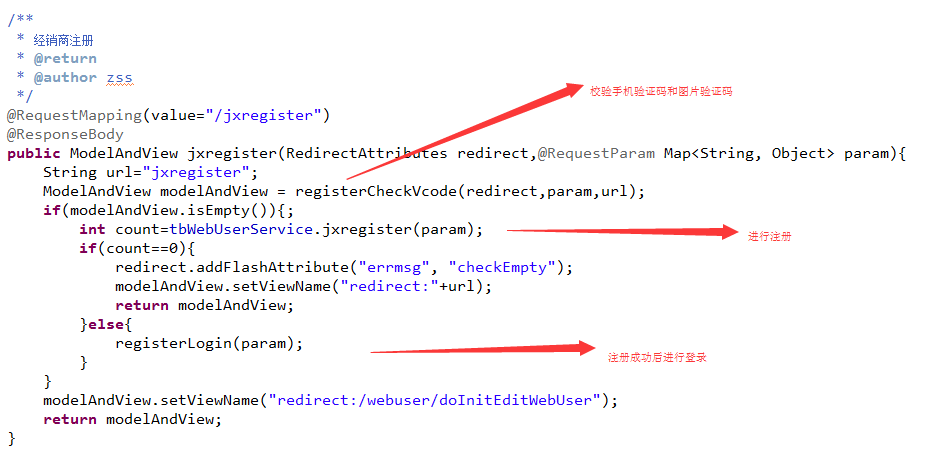 /**
 * 经销商注册
 * @return
 * @author zss
 */
@RequestMapping(value="/jxregister")
@ResponseBody
public ModelAndView jxregister(RedirectAttributes redirect,@RequestParam Map<String, Object> param){
    String url="jxregister";
    ModelAndView modelAndView = registerCheckVcode(redirect,param,url);
    if(modelAndView.isEmpty()){;
        int count=tbWebUserService.jxregister(param);
        if(count==0){
            redirect.addFlashAttribute("errmsg", "checkEmpty");
            modelAndView.setViewName("redirect:"+url);
            return modelAndView;
        }else{
            registerLogin(param);
        }
    }
    modelAndView.setViewName("redirect:/webuser/doInitEditWebUser");
    return modelAndView;
}
校验手机验证码和图片验证码
进行注册
注册成功后进行登录